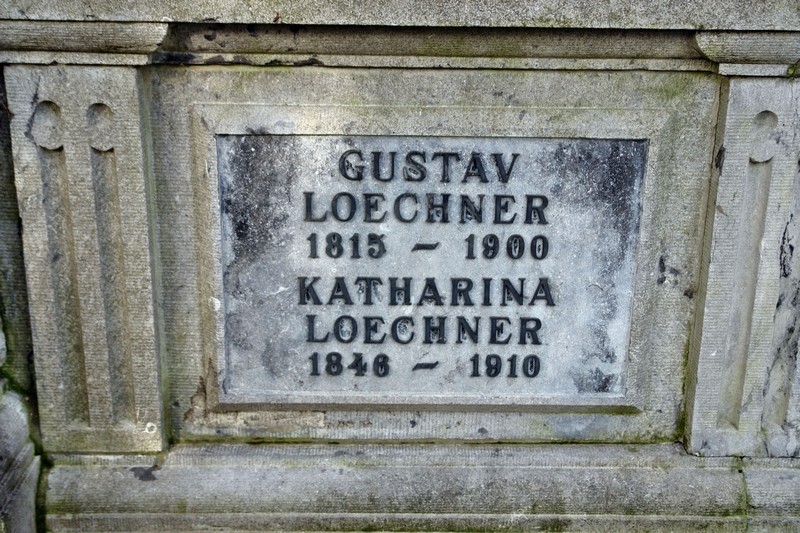 GUSTAV
LOECHNER
1815 – 1900
KATHARINA
LOECHNER
1846 – 1910